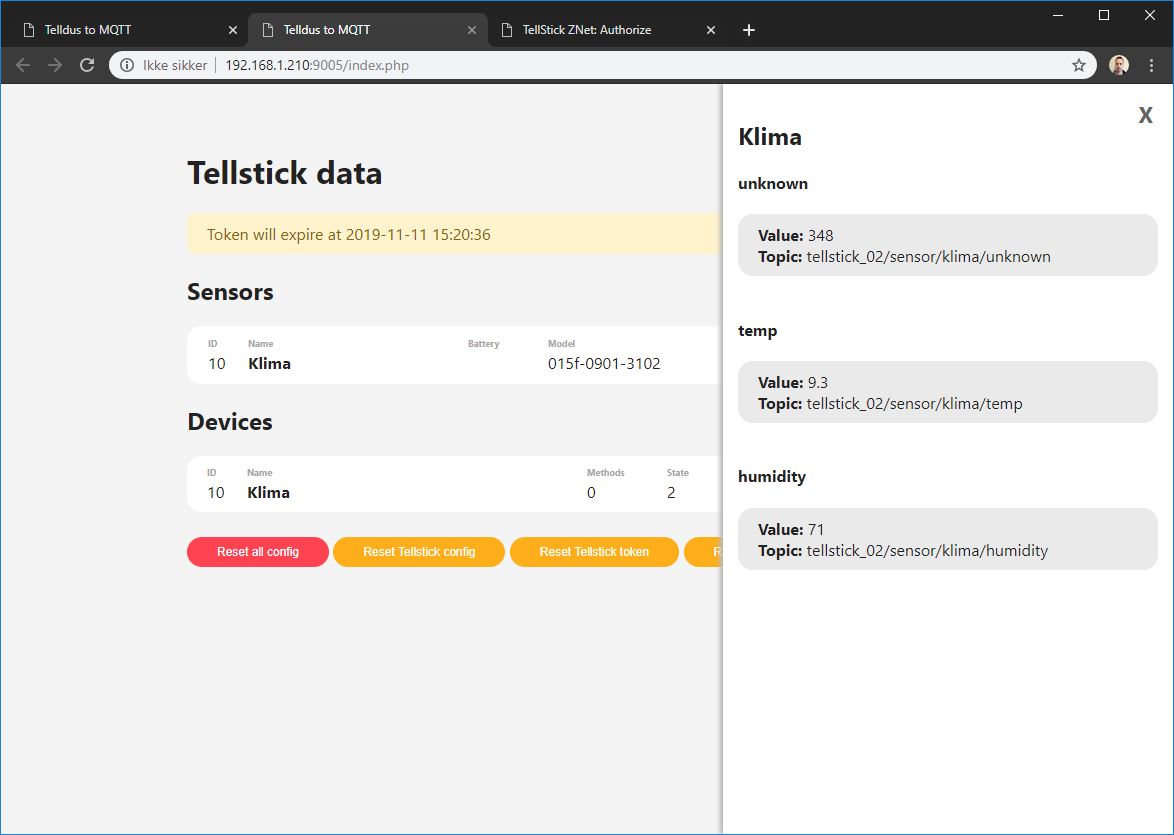 Telldus to MQTT
Telldus to MQTT
TellStick ZNet: Authorize
Ikke sikker
192.168.1.210:9005/index.php
Tellstick data
Token will expire at 2019-11-11 15:20:36
Sensors
ID Name Battery Model
10 Klima 015f-0901-3102
Devices
ID Name Methods State
10 Klima 0 2
Reset all config
Reset Tellstick config
Reset Tellstick token
X
Klima
unknown
Value: 348
Topic: tellstick_02/sensor/klima/unknown
temp
Value: 9.3
Topic: tellstick_02/sensor/klima/temp
humidity
Value: 71
Topic: tellstick_02/sensor/klima/humidity